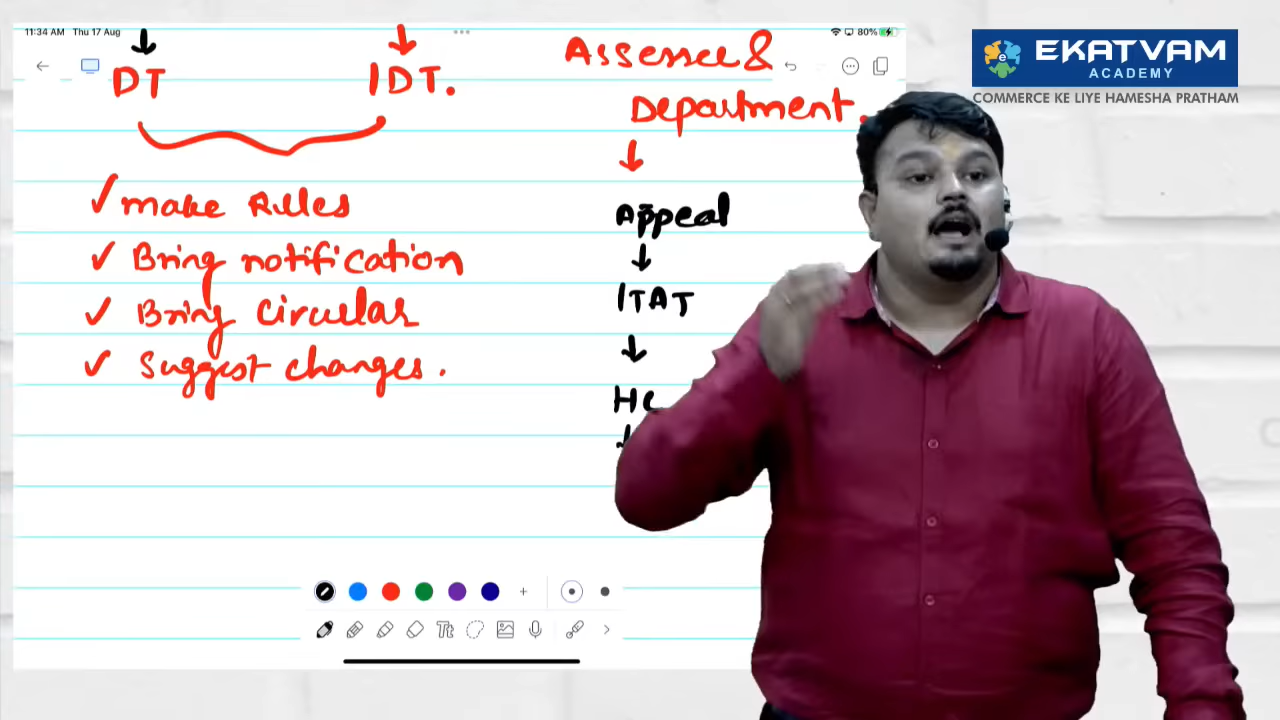 11:34 AM Thu 17 Aug
80%
DT
IDT.
make Rules
Bring notification
Bring Circular
Suggest changes.
Assessee &
Department.
Appeal
ITAT
HC
Tt
EKATVAM
ACADEMY
COMMERCE KE LIYE HAMESHA PRATHAM